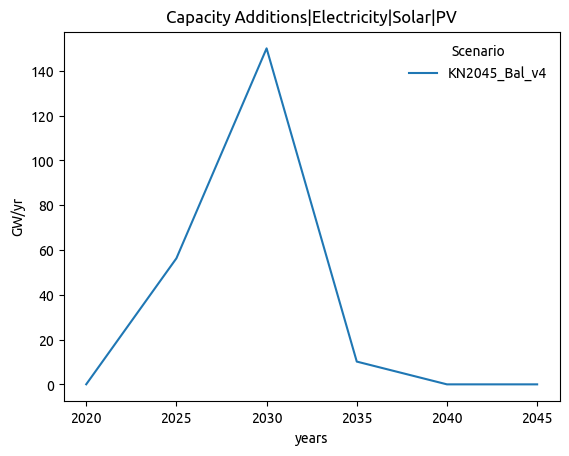 Capacity Additions|Electricity|Solar|PV
Scenario
KN2045_Bal_v4
GW/yr
140
120
100
80
60
40
20
0
2020 2025 2030 2035 2040 2045
years